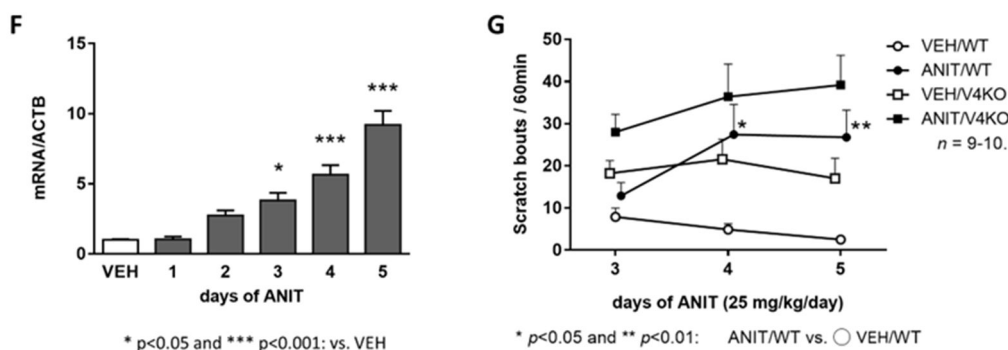 F
15
10
5
0
mRNA/ACTB
*
***
***
VEH 1 2 3 4 5
days of ANIT
* p<0.05 and *** p<0.001: vs. VEH
G
50
40
30
20
10
0
Scratch bouts / 60min
*
**
3 4 5
days of ANIT (25 mg/kg/day)
VEH/WT
ANIT/WT
VEH/V4KO
ANIT/V4KO
n = 9-10.
* p<0.05 and ** p<0.01: ANIT/WT vs. VEH/WT